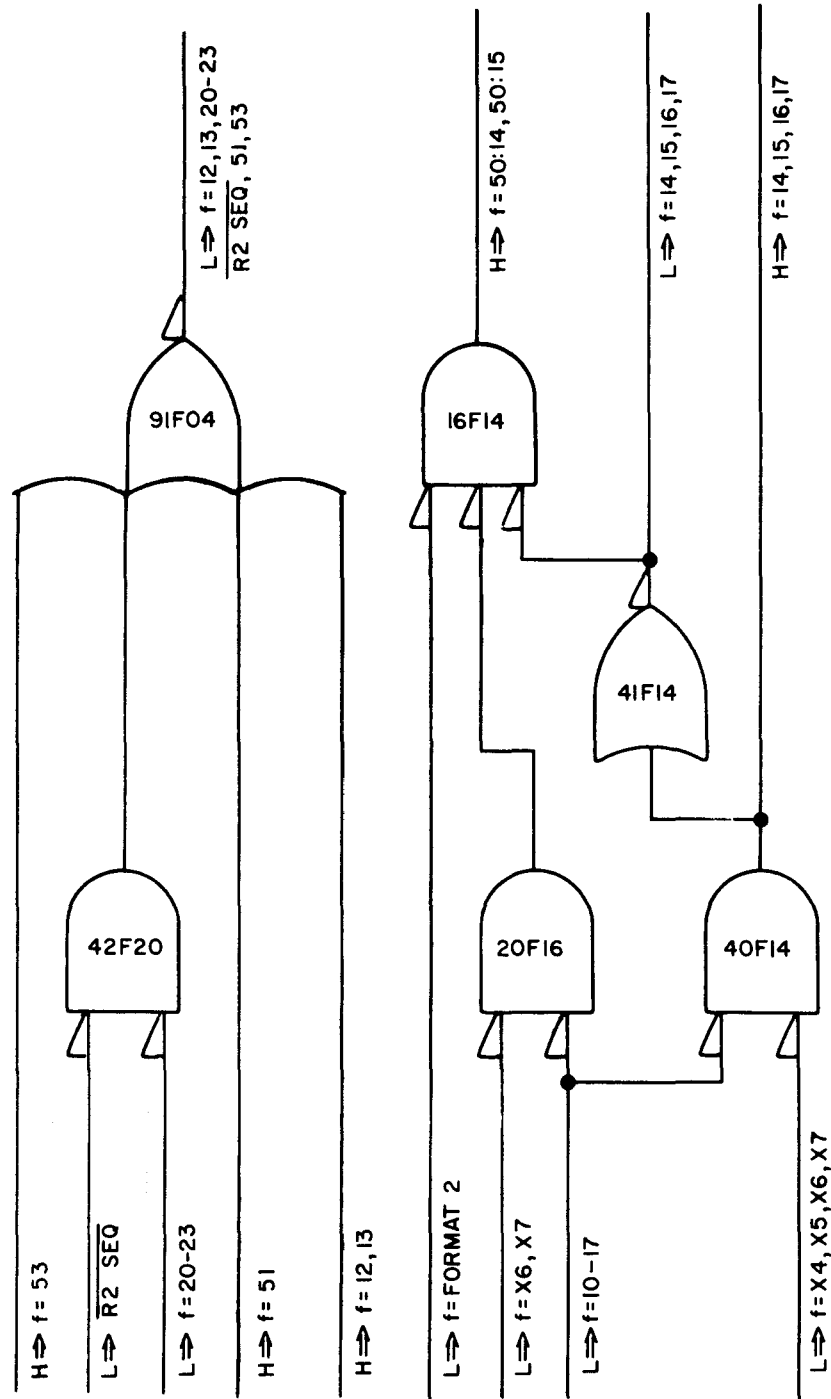 H⇒ f=53
L⇒ R2 SEQ
L⇒ f=20-23
H⇒ f=51
H⇒ f=12,13
42F20
91F04
L⇒ f=12,13,20-23
R2 SEQ, 51,53
L⇒ f=FORMAT 2
L⇒ f=X6, X7
L⇒f=10-17
L⇒ f=X4, X5, X6, X7
20F16
40F14
41F14
16F14
H⇒ f=50:14, 50:15
L⇒ f=14,15,16,17
H⇒ f=14,15,16,17